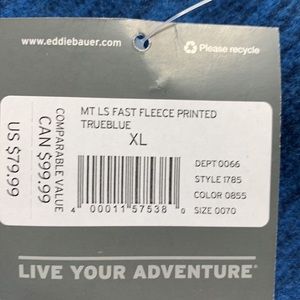 www.eddiebauer.com
Please recycle
MT LS FAST FLEECE PRINTED
TRUEBLUE
XL
DEPT 0066
STYLE 1785
COLOR 0855
SIZE 0070
4 00011 57538 0
COMPARABLE VALUE
CAN $99.99
US $79.99
LIVE YOUR ADVENTURE®